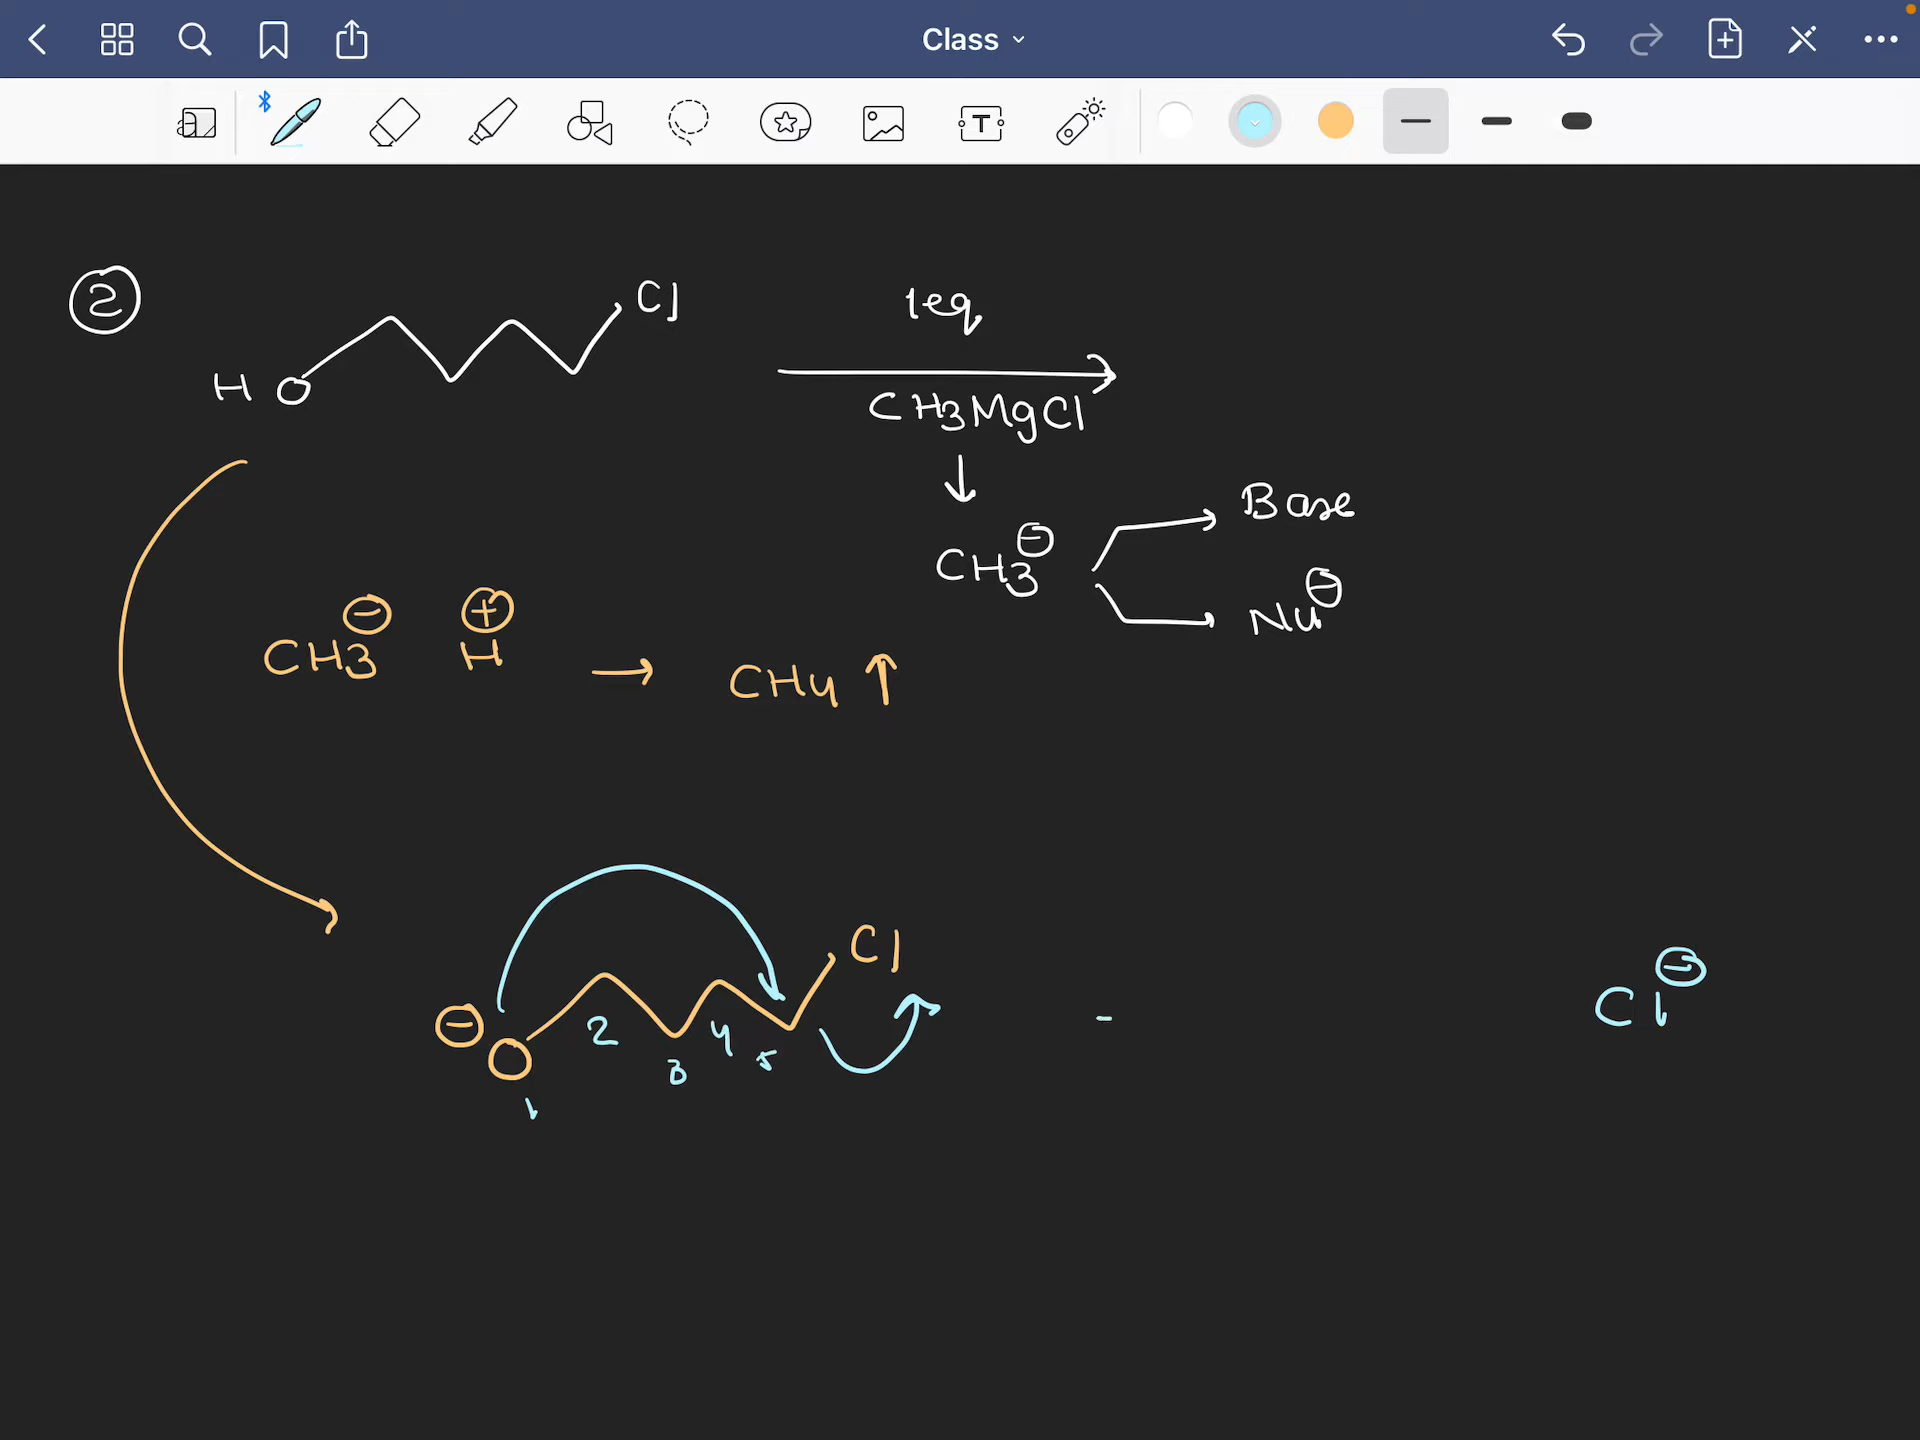 Class
②
Cl
HO
1eq
CH3MgCl
↓
CH3⊖
Base
Nu⊖
CH3⊖ H⊕ → CH4 ↑
Cl
⊖
O
1
2
3
4
5
-
Cl⊖